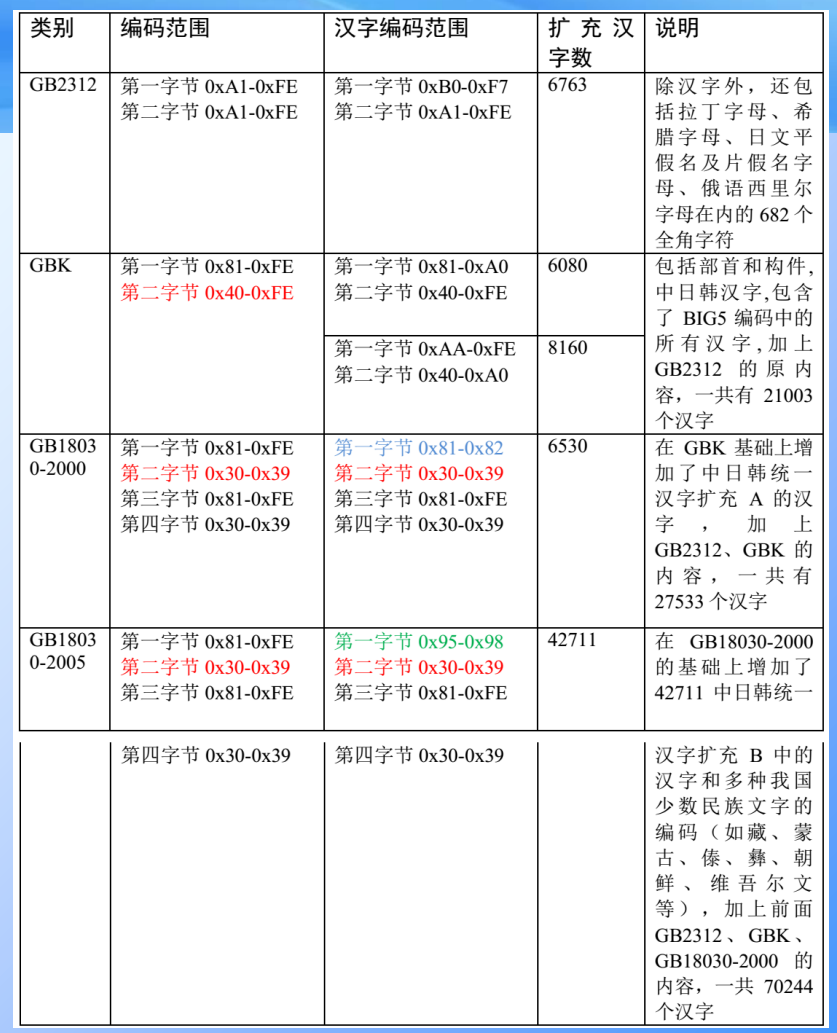 类别 编码范围 汉字编码范围 扩充汉
字数 说明
GB2312 第一字节 0xA1-0xFE 第一字节 0xB0-0xF7 6763 除汉字外，还包
第二字节 0xA1-0xFE 第二字节 0xA1-0xFE 括拉丁字母、希
腊字母、日文平
假名及片假名字
母、俄语西里尔
字母在内的 682 个
全角字符
GBK 第一字节 0x81-0xFE 第一字节 0x81-0xA0 6080 包括部首和构件,
第二字节 0x40-0xFE 第二字节 0x40-0xFE 中日韩汉字,包含
了 BIG5 编码中的
第一字节 0xAA-0xFE 8160 所有汉字,加上
第二字节 0x40-0xA0 GB2312 的原内
容，一共有 21003
个汉字
GB1803 第一字节 0x81-0xFE 第一字节 0x81-0x82 6530 在 GBK 基础上增
0-2000 第二字节 0x30-0x39 第二字节 0x30-0x39 加了中日韩统一
第三字节 0x81-0xFE 第三字节 0x81-0xFE 汉字扩充 A 的汉
第四字节 0x30-0x39 第四字节 0x30-0x39 字，加上
GB2312、GBK 的
内容，一共有
27533 个汉字
GB1803 第一字节 0x81-0xFE 第一字节 0x95-0x98 42711 在 GB18030-2000
0-2005 第二字节 0x30-0x39 第二字节 0x30-0x39 的基础上增加了
第三字节 0x81-0xFE 第三字节 0x81-0xFE 42711 中日韩统一
第四字节 0x30-0x39 第四字节 0x30-0x39 汉字扩充 B 中的
汉字和多种我国
少数民族文字的
编码（如藏、蒙
古、傣、彝、朝
鲜、维吾尔文
等），加上前面
GB2312、GBK、
GB18030-2000 的
内容，一共 70244
个汉字